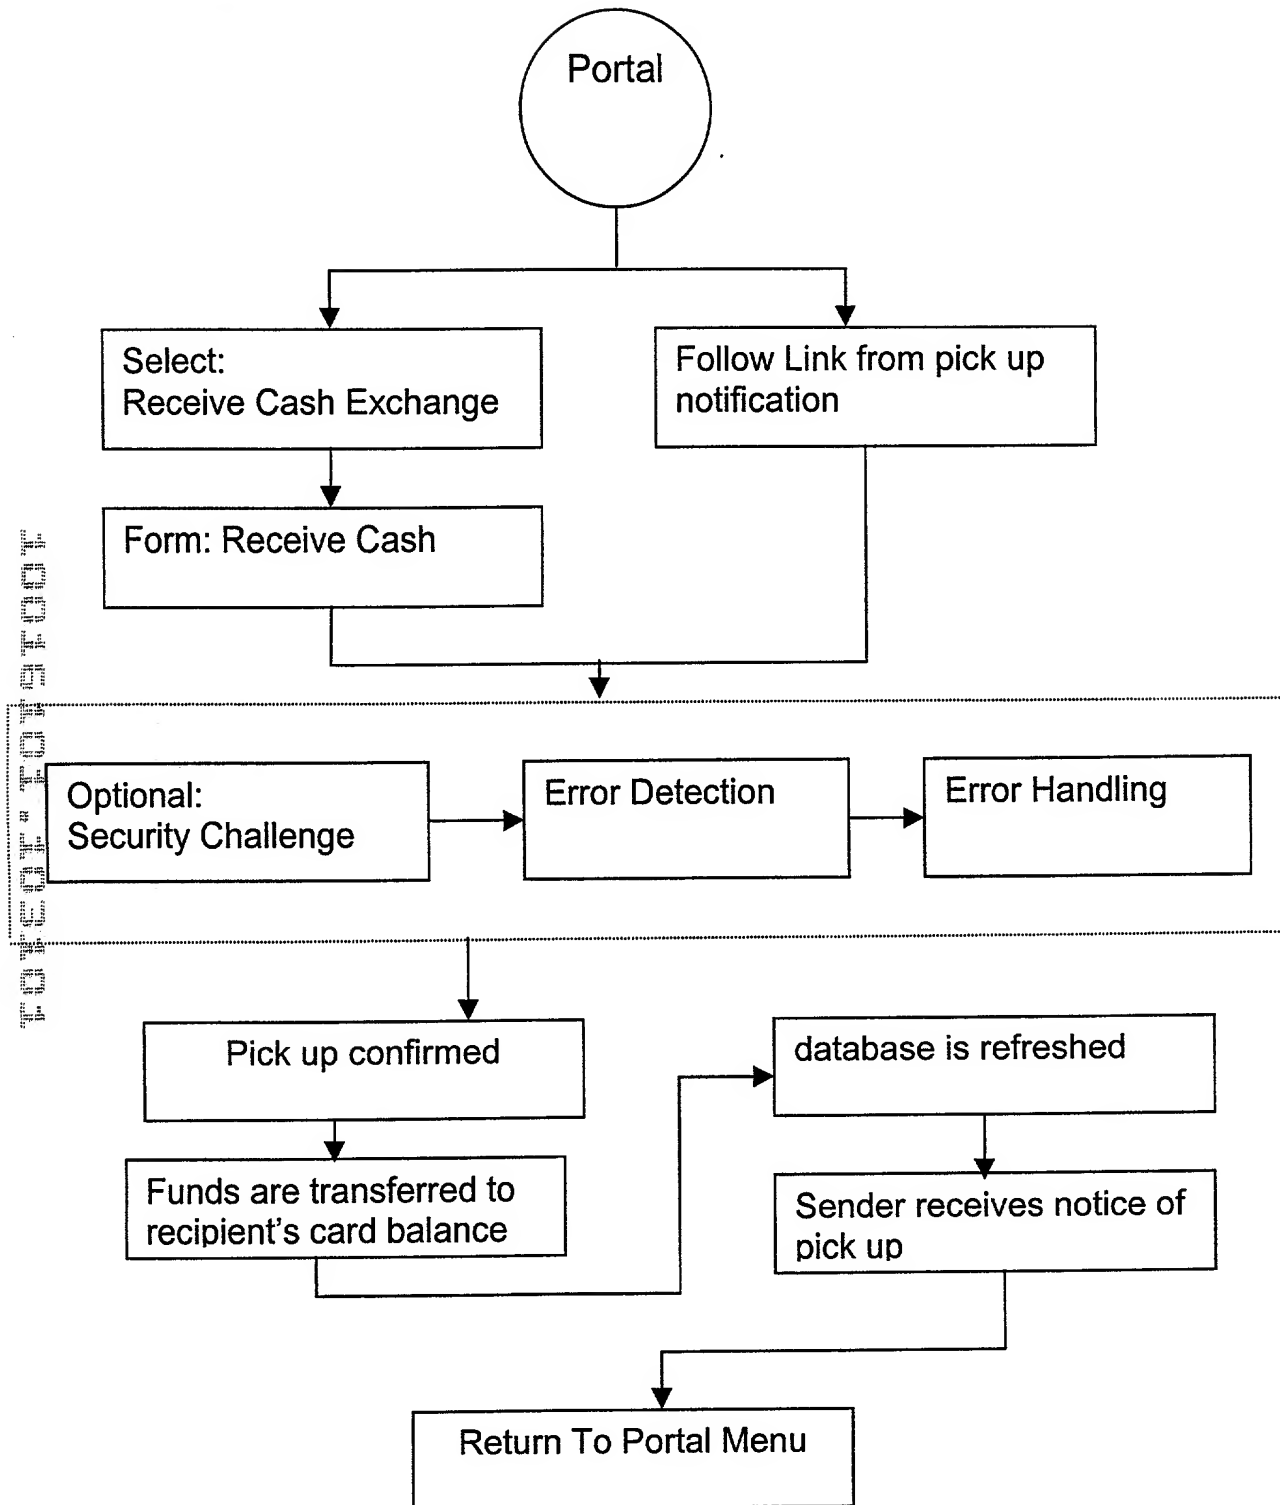 Portal
Select:
Receive Cash Exchange
Follow Link from pick up
notification
Form: Receive Cash
Optional:
Security Challenge
Error Detection
Error Handling
Pick up confirmed
database is refreshed
Funds are transferred to
recipient's card balance
Sender receives notice of
pick up
Return To Portal Menu